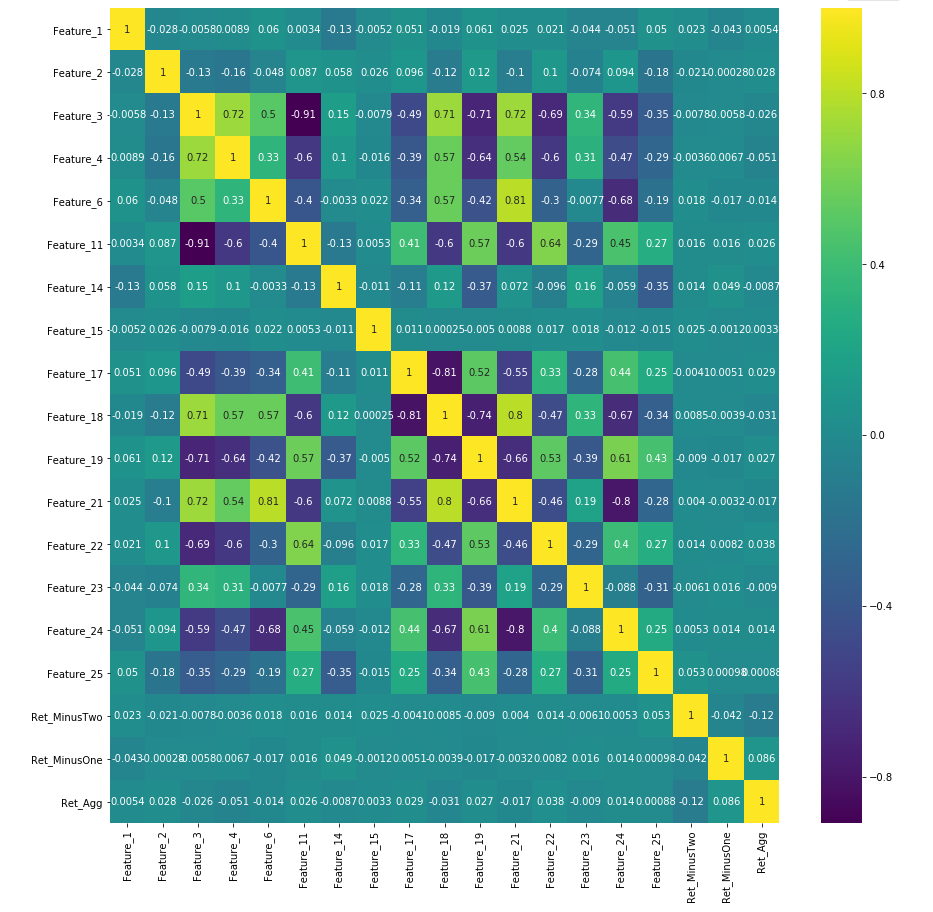 Feature_1 1 -0.028 -0.0058 0.0089 0.06 0.0034 -0.13 -0.0052 0.051 -0.019 0.061 0.025 0.021 -0.044 -0.051 0.05 0.023 -0.043 0.0054
Feature_2 -0.028 1 -0.13 -0.16 -0.048 0.087 0.058 0.026 0.096 -0.12 0.12 -0.1 0.1 -0.074 0.094 -0.18 -0.021 -0.00028 0.028
0.8
Feature_3 -0.0058 -0.13 1 0.72 0.5 -0.91 0.15 -0.0079 -0.49 0.71 -0.71 0.72 -0.69 0.34 -0.59 -0.35 -0.0078 -0.0058 -0.026
Feature_4 0.0089 -0.16 0.72 1 0.33 -0.6 0.1 -0.016 -0.39 0.57 -0.64 0.54 -0.6 0.31 -0.47 -0.29 -0.0036 0.0067 -0.051
Feature_6 0.06 -0.048 0.5 0.33 1 -0.4 -0.0033 0.022 -0.34 0.57 -0.42 0.81 -0.3 -0.0077 -0.68 -0.19 0.018 -0.017 -0.014
Feature_11 0.0034 0.087 -0.91 -0.6 -0.4 1 -0.13 0.0053 0.41 -0.6 0.57 -0.6 0.64 -0.29 0.45 0.27 0.016 0.016 0.026
0.4
Feature_14 -0.13 0.058 0.15 0.1 -0.0033 -0.13 1 -0.011 -0.11 0.12 -0.37 0.072 -0.096 0.16 -0.059 -0.35 0.014 0.049 -0.0087
Feature_15 -0.0052 0.026 -0.0079 -0.016 0.022 0.0053 -0.011 1 0.011 0.00025 -0.005 0.0088 0.017 0.018 -0.012 -0.015 0.025 -0.0012 0.0033
Feature_17 0.051 0.096 -0.49 -0.39 -0.34 0.41 -0.11 0.011 1 -0.81 0.52 -0.55 0.33 -0.28 0.44 0.25 -0.0041 0.0051 0.029
Feature_18 -0.019 -0.12 0.71 0.57 0.57 -0.6 0.12 0.00025 -0.81 1 -0.74 0.8 -0.47 0.33 -0.67 -0.34 0.0085 -0.0039 -0.031
0.0
Feature_19 0.061 0.12 -0.71 -0.64 -0.42 0.57 -0.37 -0.005 0.52 -0.74 1 -0.66 0.53 -0.39 0.61 0.43 -0.009 -0.017 0.027
Feature_21 0.025 -0.1 0.72 0.54 0.81 -0.6 0.072 0.0088 -0.55 0.8 -0.66 1 -0.46 0.19 -0.8 -0.28 0.004 -0.0032 -0.017
Feature_22 0.021 0.1 -0.69 -0.6 -0.3 0.64 -0.096 0.017 0.33 -0.47 0.53 -0.46 1 -0.29 0.4 0.27 0.014 0.0082 0.038
Feature_23 -0.044 -0.074 0.34 0.31 -0.0077 -0.29 0.16 0.018 -0.28 0.33 -0.39 0.19 -0.29 1 -0.088 -0.31 -0.0061 0.016 -0.009
−0.4
Feature_24 -0.051 0.094 -0.59 -0.47 -0.68 0.45 -0.059 -0.012 0.44 -0.67 0.61 -0.8 0.4 -0.088 1 0.25 0.0053 0.014 0.014
Feature_25 0.05 -0.18 -0.35 -0.29 -0.19 0.27 -0.35 -0.015 0.25 -0.34 0.43 -0.28 0.27 -0.31 0.25 1 0.053 0.00098 0.00088
Ret_MinusTwo 0.023 -0.021 -0.0078 -0.0036 0.018 0.016 0.014 0.025 -0.0041 0.0085 -0.009 0.004 0.014 -0.0061 0.0053 0.053 1 -0.042 -0.12
Ret_MinusOne -0.043 -0.00028 -0.0058 0.0067 -0.017 0.016 0.049 -0.0012 0.0051 -0.0039 -0.017 -0.0032 0.0082 0.016 0.014 0.00098 -0.042 1 0.086
−0.8
Ret_Agg 0.0054 0.028 -0.026 -0.051 -0.014 0.026 -0.0087 0.0033 0.029 -0.031 0.027 -0.017 0.038 -0.009 0.014 0.00088 -0.12 0.086 1
Feature_1 Feature_2 Feature_3 Feature_4 Feature_6 Feature_11 Feature_14 Feature_15 Feature_17 Feature_18 Feature_19 Feature_21 Feature_22 Feature_23 Feature_24 Feature_25 Ret_MinusTwo Ret_MinusOne Ret_Agg